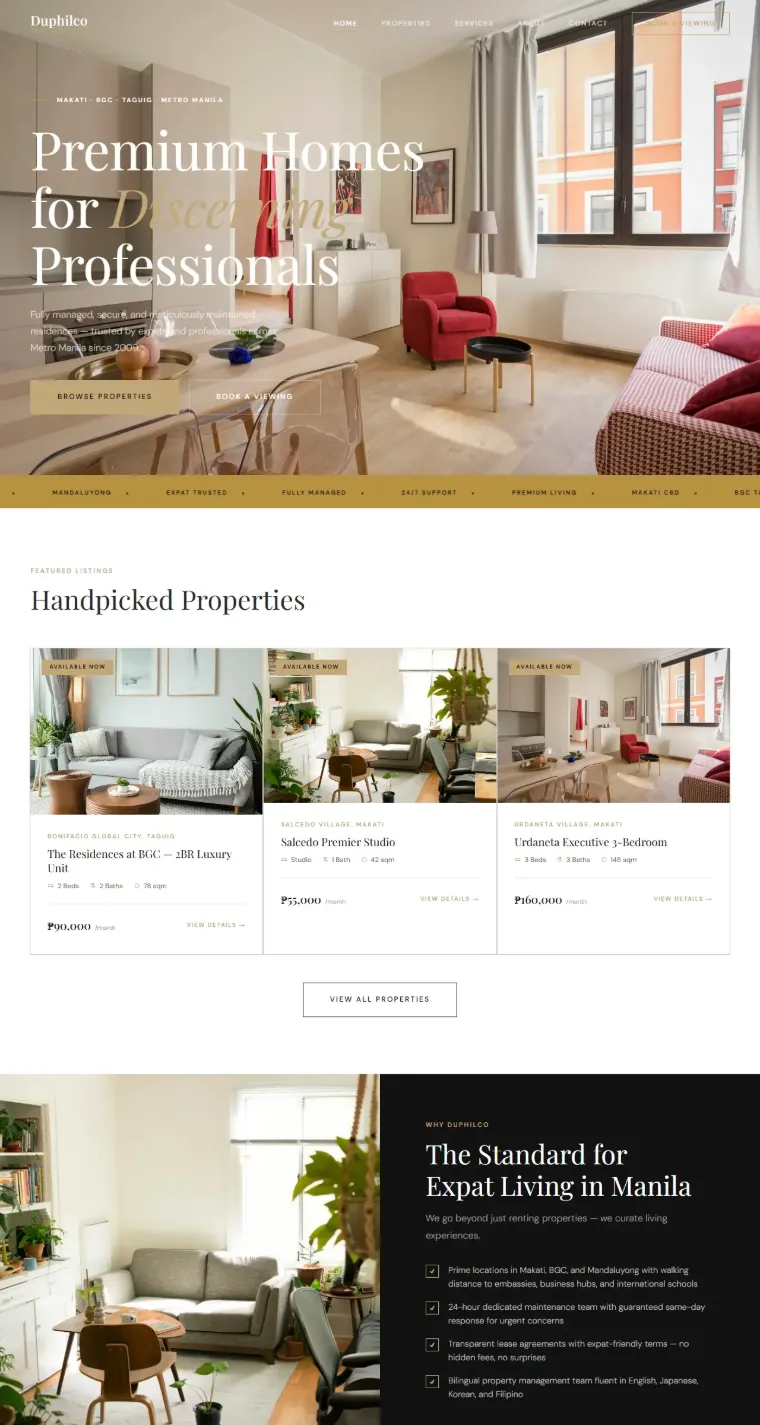 Duphilco
HOME PROPERTIES SERVICES ABOUT CONTACT BOOK A VIEWING
MAKATI · BGC · TAGUIG · METRO MANILA
Premium Homes
for Discerning
Professionals
Fully managed, secure, and meticulously maintained
residences — trusted by expats and professionals across
Metro Manila since 2009.
BROWSE PROPERTIES BOOK A VIEWING
MANDALUYONG EXPAT TRUSTED FULLY MANAGED 24/7 SUPPORT PREMIUM LIVING MAKATI CBD BGC
FEATURED LISTINGS
Handpicked Properties
AVAILABLE NOW AVAILABLE NOW AVAILABLE NOW
BONIFACIO GLOBAL CITY, TAGUIG
The Residences at BGC — 2BR Luxury
Unit
2 Beds 2 Baths 78 sqm
₱90,000 /month VIEW DETAILS →
SALCEDO VILLAGE, MAKATI
Salcedo Premier Studio
Studio 1 Bath 42 sqm
₱55,000 /month VIEW DETAILS →
URDANETA VILLAGE, MAKATI
Urdaneta Executive 3-Bedroom
3 Beds 3 Baths 145 sqm
₱160,000 /month VIEW DETAILS →
VIEW ALL PROPERTIES
WHY DUPHILCO
The Standard for
Expat Living in Manila
We go beyond just renting properties — we curate living
experiences.
Prime locations in Makati, BGC, and Mandaluyong with walking
distance to embassies, business hubs, and international schools
24-hour dedicated maintenance team with guaranteed same-day
response for urgent concerns
Transparent lease agreements with expat-friendly terms — no
hidden fees, no surprises
Bilingual property management team fluent in English, Japanese,
Korean, and Filipino